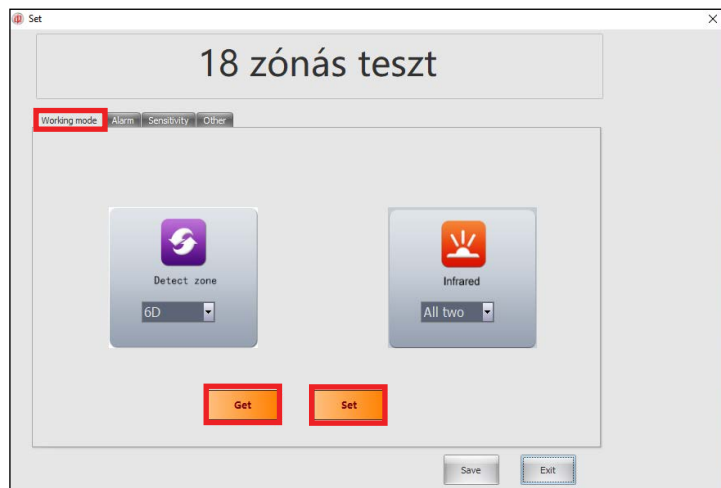 Set
18 zónás teszt
Working mode Alarm Sensitivity Other
Detect zone
6D
Infrared
All two
Get Set
Save Exit